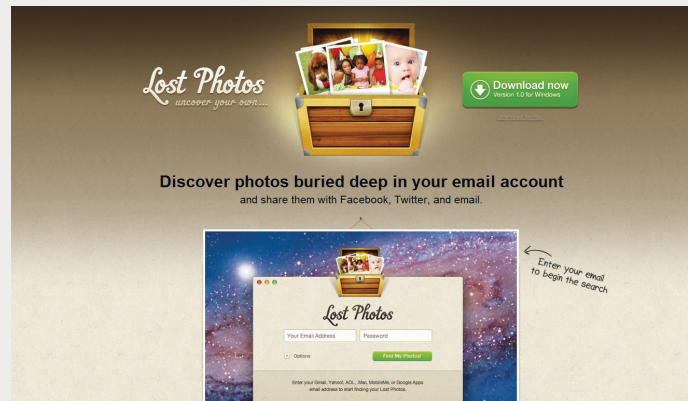 Lost Photos
uncover your own....
Download now
Version 1.0 for Windows
Discover photos buried deep in your email account
and share them with Facebook, Twitter, and email.
Enter your email
to begin the search
Lost Photos
Your Email Address
Password
Options
Find My Photos!
Enter your Gmail, Yahoo!, AOL, .Mac, MobileMe, or Google Apps
email address to start finding your Lost Photos.